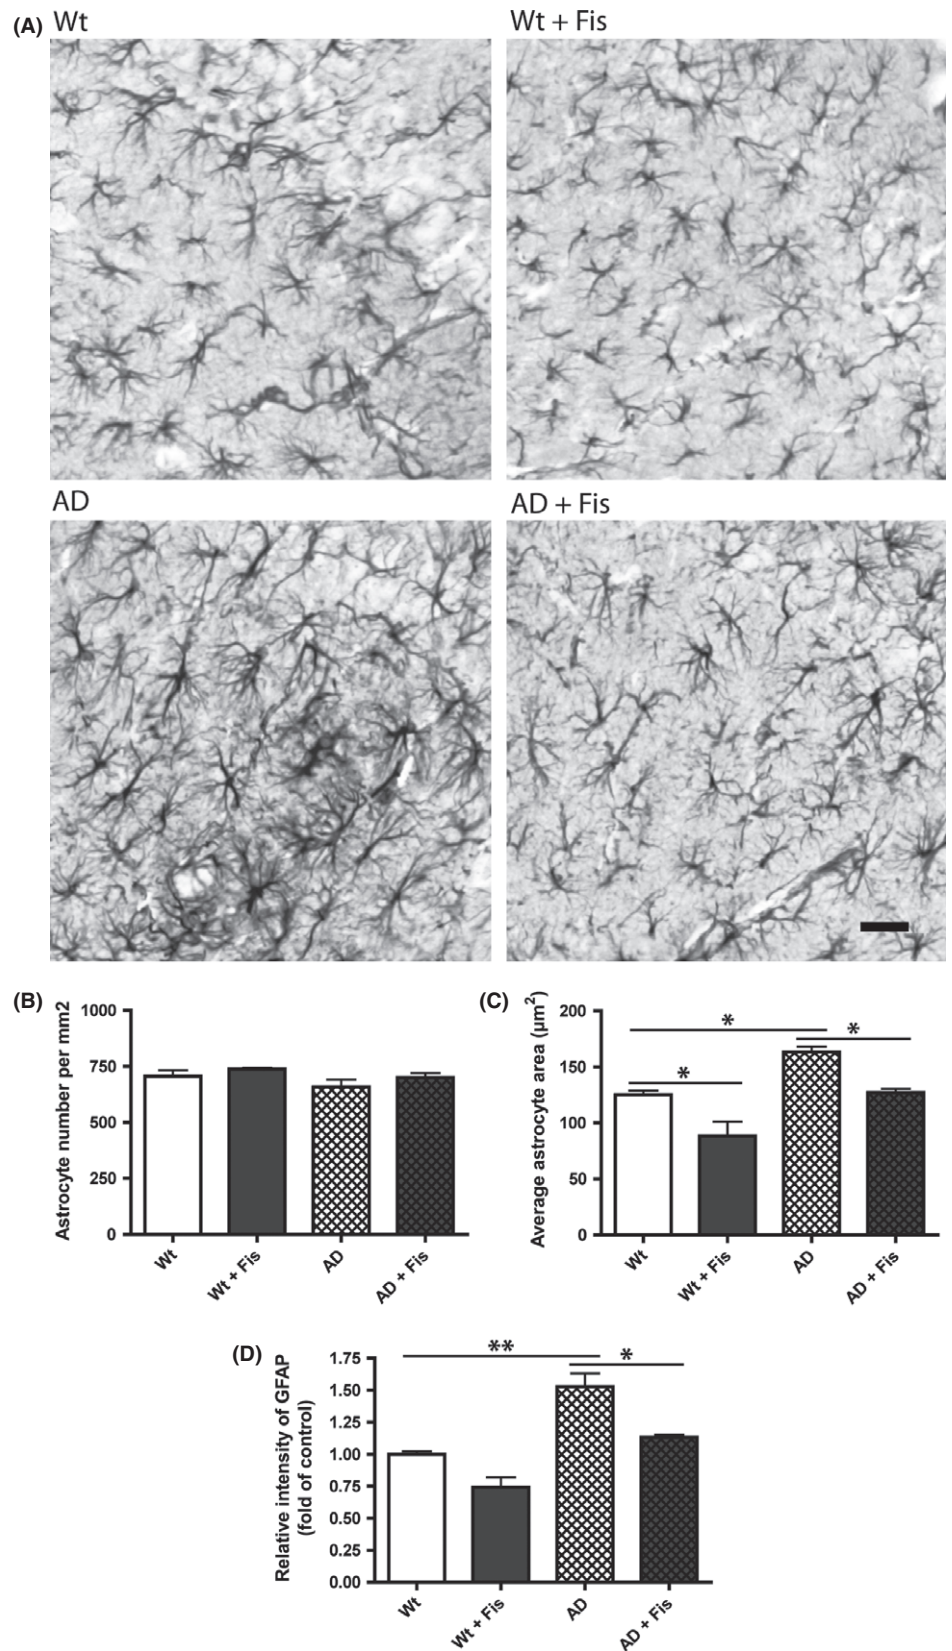 (A) Wt
Wt + Fis
AD
AD + Fis
(B)
Astrocyte number per mm2
1000
750
500
250
0
Wt
Wt + Fis
AD
AD + Fis
(C)
Average astrocyte area (µm²)
200
150
100
50
0
*
*
*
Wt
Wt + Fis
AD
AD + Fis
(D)
Relative intensity of GFAP
(fold of control)
1.75
1.50
1.25
1.00
0.75
0.50
0.25
0.00
**
*
Wt
Wt + Fis
AD
AD + Fis